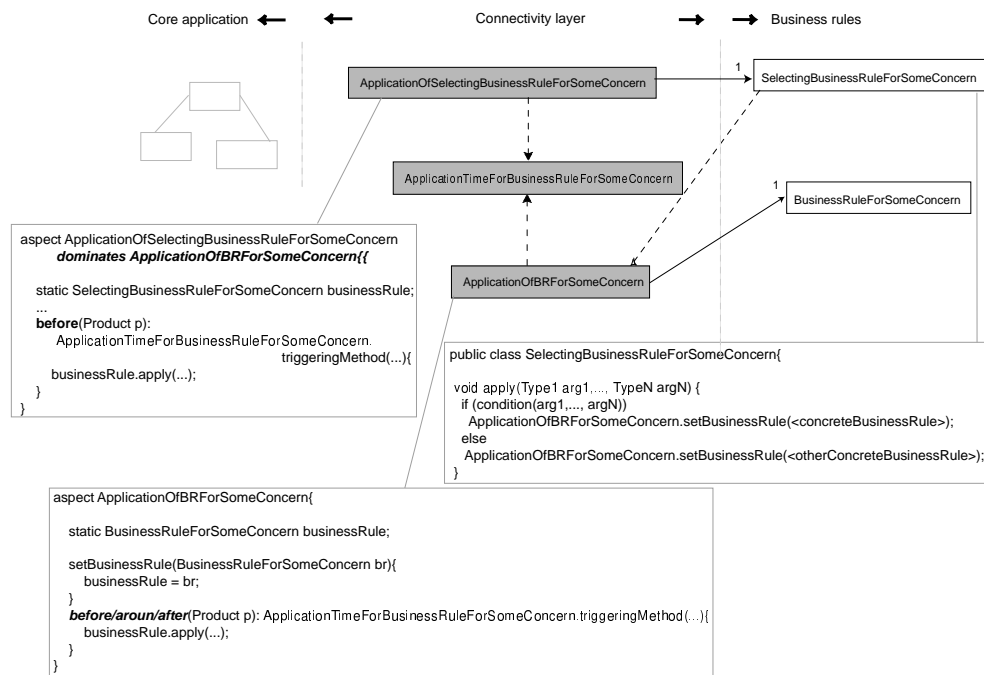 Core application
Connectivity layer
Business rules
ApplicationOfSelectingBusinessRuleForSomeConcern
1
SelectingBusinessRuleForSomeConcern
ApplicationTimeForBusinessRuleForSomeConcern
1
BusinessRuleForSomeConcern
ApplicationOfBRForSomeConcern
aspect ApplicationOfSelectingBusinessRuleForSomeConcern
dominates ApplicationOfBRForSomeConcern{{
static SelectingBusinessRuleForSomeConcern businessRule;
...
before(Product p):
ApplicationTimeForBusinessRuleForSomeConcern.
triggeringMethod(...){
businessRule.apply(...);
}
}
public class SelectingBusinessRuleForSomeConcern{
void apply(Type1 arg1,..., TypeN argN) {
if (condition(arg1,..., argN))
ApplicationOfBRForSomeConcern.setBusinessRule(<concreteBusinessRule>);
else
ApplicationOfBRForSomeConcern.setBusinessRule(<otherConcreteBusinessRule>);
}
aspect ApplicationOfBRForSomeConcern{
static BusinessRuleForSomeConcern businessRule;
setBusinessRule(BusinessRuleForSomeConcern br){
businessRule = br;
}
before/aroun/after(Product p): ApplicationTimeForBusinessRuleForSomeConcern.triggeringMethod(...){
businessRule.apply(...);
}
}